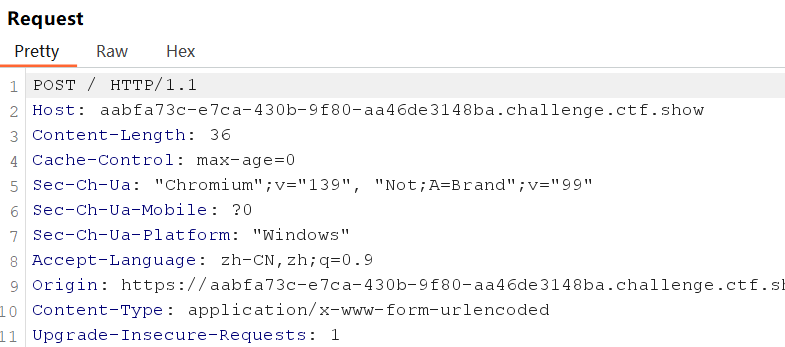 Request
Pretty Raw Hex
1 POST / HTTP/1.1
2 Host: aabfa73c-e7ca-430b-9f80-aa46de3148ba.challenge.ctf.show
3 Content-Length: 36
4 Cache-Control: max-age=0
5 Sec-Ch-Ua: "Chromium";v="139", "Not;A=Brand";v="99"
6 Sec-Ch-Ua-Mobile: ?0
7 Sec-Ch-Ua-Platform: "Windows"
8 Accept-Language: zh-CN,zh;q=0.9
9 Origin: https://aabfa73c-e7ca-430b-9f80-aa46de3148ba.challenge.ctf.sh
10 Content-Type: application/x-www-form-urlencoded
11 Upgrade-Insecure-Requests: 1